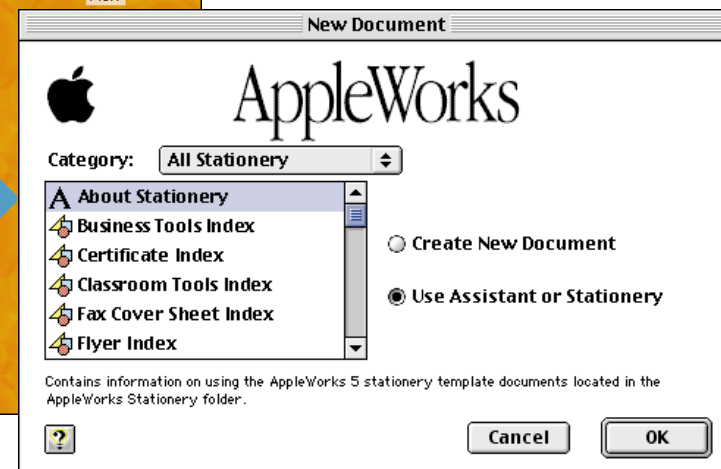 New Document
AppleWorks
Category: All Stationery
About Stationery
Business Tools Index
Certificate Index
Classroom Tools Index
Fax Cover Sheet Index
Flyer Index
Create New Document
Use Assistant or Stationery
Contains information on using the AppleWorks 5 stationery template documents located in the
AppleWorks Stationery folder.
?
Cancel OK